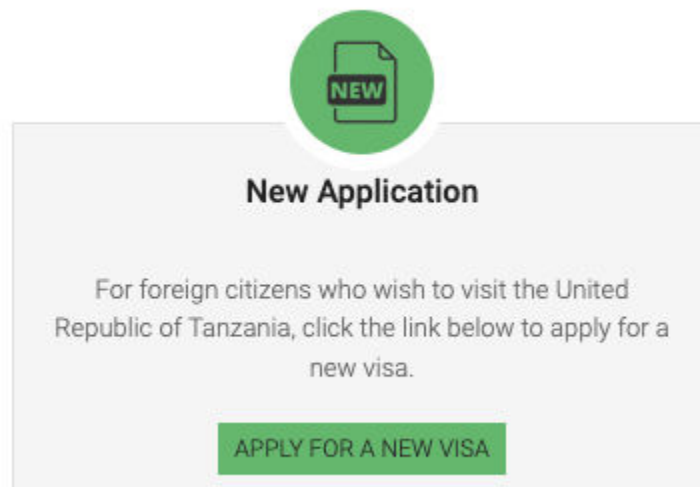 NEW
New Application
For foreign citizens who wish to visit the United
Republic of Tanzania, click the link below to apply for a
new visa.
APPLY FOR A NEW VISA